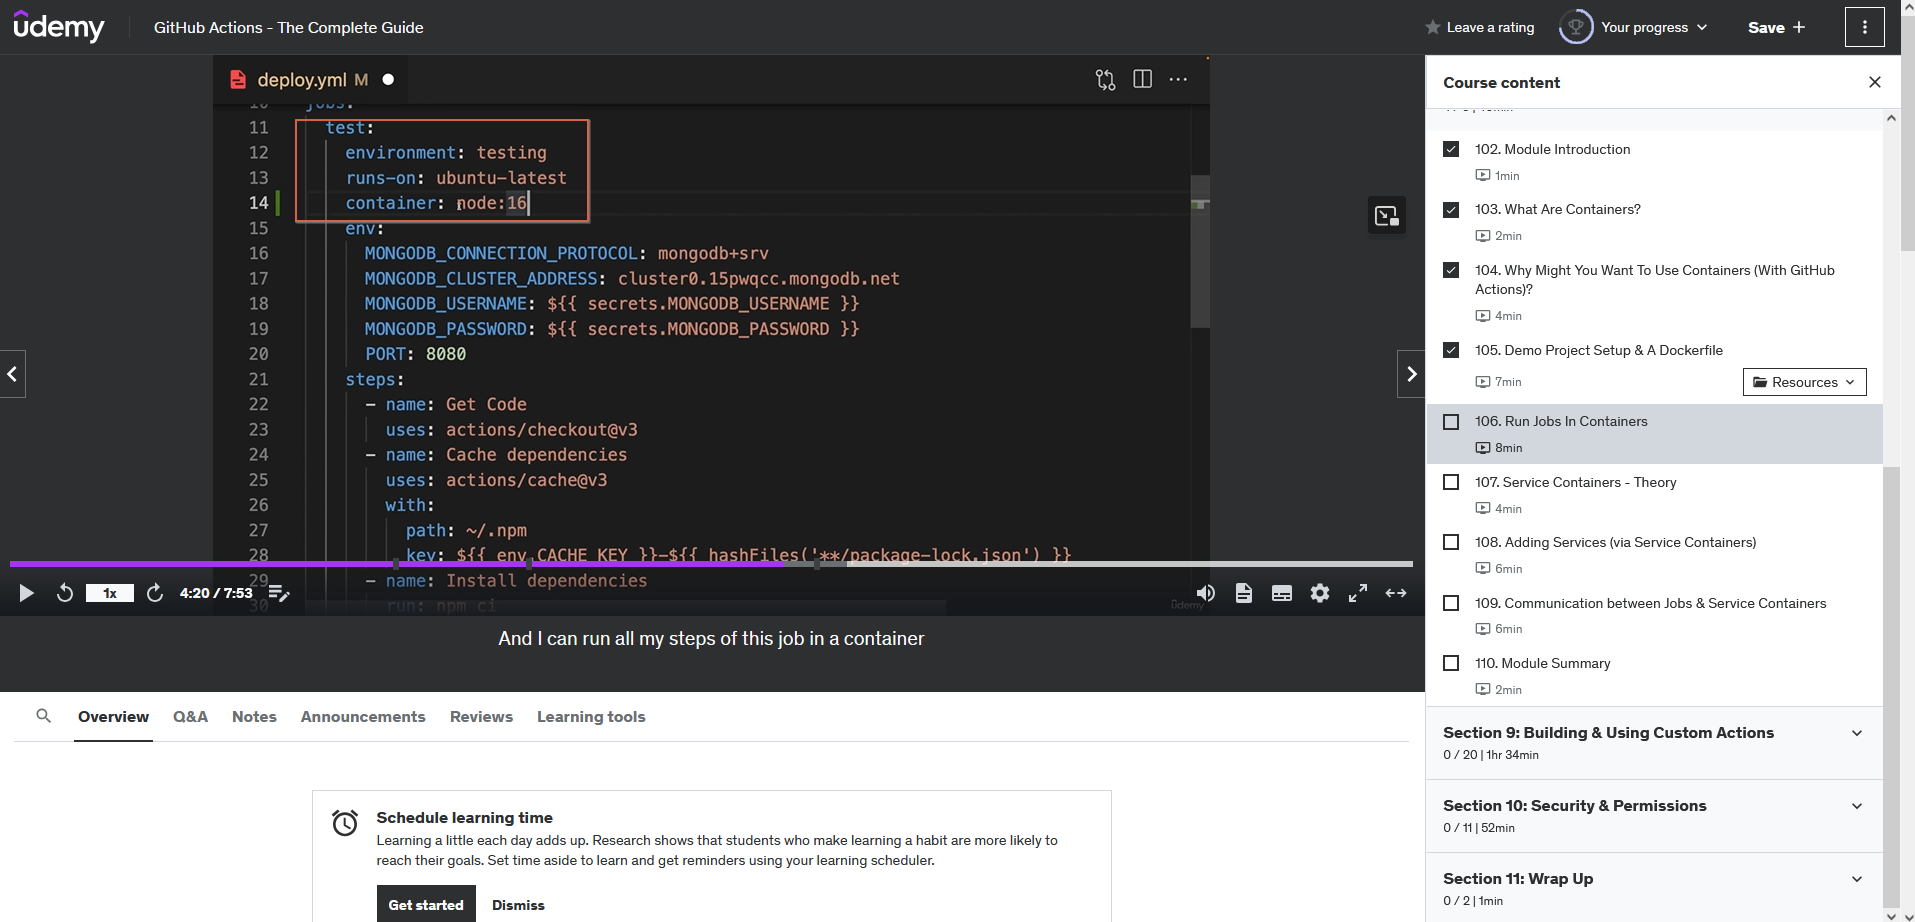 udemy
GitHub Actions - The Complete Guide
Leave a rating
Your progress
Save +
deploy.yml M
10 jobs:
11 test:
12 environment: testing
13 runs-on: ubuntu-latest
14 container: node:16
15 env:
16 MONGODB_CONNECTION_PROTOCOL: mongodb+srv
17 MONGODB_CLUSTER_ADDRESS: cluster0.15pwqcc.mongodb.net
18 MONGODB_USERNAME: ${{ secrets.MONGODB_USERNAME }}
19 MONGODB_PASSWORD: ${{ secrets.MONGODB_PASSWORD }}
20 PORT: 8080
21 steps:
22 - name: Get Code
23 uses: actions/checkout@v3
24 - name: Cache dependencies
25 uses: actions/cache@v3
26 with:
27 path: ~/.npm
28 key: ${{ env.CACHE_KEY }}-${{ hashFiles('**/package-lock.json') }}
29 - name: Install dependencies
30 run: npm ci
1x
4:20 / 7:53
udemy
And I can run all my steps of this job in a container
Overview
Q&A
Notes
Announcements
Reviews
Learning tools
Schedule learning time
Learning a little each day adds up. Research shows that students who make learning a habit are more likely to
reach their goals. Set time aside to learn and get reminders using your learning scheduler.
Get started
Dismiss
Course content
102. Module Introduction
1min
103. What Are Containers?
2min
104. Why Might You Want To Use Containers (With GitHub
Actions)?
4min
105. Demo Project Setup & A Dockerfile
7min
Resources
106. Run Jobs In Containers
8min
107. Service Containers - Theory
4min
108. Adding Services (via Service Containers)
6min
109. Communication between Jobs & Service Containers
6min
110. Module Summary
2min
Section 9: Building & Using Custom Actions
0 / 20 | 1hr 34min
Section 10: Security & Permissions
0 / 11 | 52min
Section 11: Wrap Up
0 / 2 | 1min